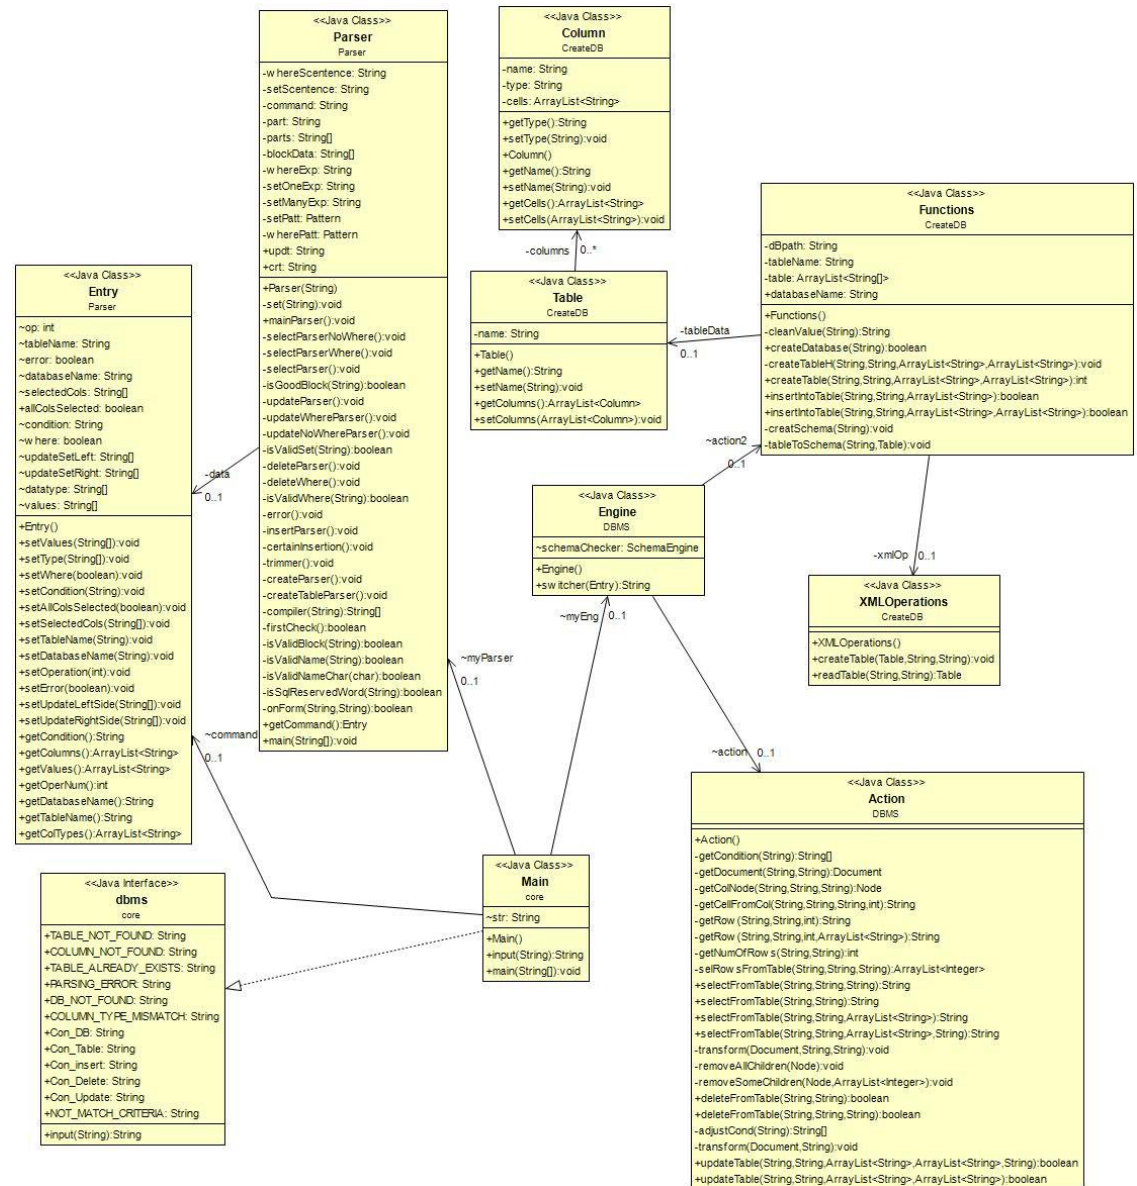 <<Java Class>>
Parser
Parser
-whereScentence: String
-setScentence: String
-command: String
-part: String
-parts: String[]
-blockData: String[]
-whereExp: String
-setOneExp: String
-setManyExp: String
-setPatt: Pattern
-wherePatt: Pattern
+updt: String
+crt: String
+Parser(String)
-set(String):void
+mainParser():void
-selectParserNoWhere():void
-selectParserWhere():void
-selectParser():void
-isGoodBlock(String):boolean
-updateParser():void
-updateWhereParser():void
-updateNoWhereParser():void
-isValidSet(String):boolean
-deleteParser():void
-deleteWhere():void
-isValidWhere(String):boolean
-error():void
-insertParser():void
-certainInsertion():void
-trimmer():void
-createParser():void
-createTableParser():void
-compiler(String):String[]
-firstCheck():boolean
-isValidBlock(String):boolean
-isValidName(String):boolean
-isValidNameChar(char):boolean
-isSqlReservedWord(String):boolean
-onForm(String,String):boolean
+getCommand():Entry
+main(String[]):void
<<Java Class>>
Column
CreateDB
-name: String
-type: String
-cells: ArrayList<String>
+getType():String
+setType(String):void
+Column()
+getName():String
+setName(String):void
+getCells():ArrayList<String>
+setCells(ArrayList<String>):void
-columns 0..*
<<Java Class>>
Table
CreateDB
-name: String
+Table()
+getName():String
+setName(String):void
+getColumns():ArrayList<Column>
+setColumns(ArrayList<Column>):void
-tableData
0..1
<<Java Class>>
Functions
CreateDB
-dBpath: String
-tableName: String
-table: ArrayList<String[]>
+databaseName: String
+Functions()
-cleanValue(String):String
+createDatabase(String):boolean
-createTableH(String,String,ArrayList<String>,ArrayList<String>):void
+createTable(String,String,ArrayList<String>,ArrayList<String>):int
+insertIntoTable(String,String,ArrayList<String>):boolean
+insertIntoTable(String,String,ArrayList<String>,ArrayList<String>):boolean
-creatSchema(String):void
-tableToSchema(String,Table):void
<<Java Class>>
Entry
Parser
~op: int
~tableName: String
~error: boolean
~databaseName: String
~selectedCols: String[]
+allColsSelected: boolean
~condition: String
~where: boolean
~updateSetLeft: String[]
~updateSetRight: String[]
~datatype: String[]
~values: String[]
+Entry()
+setValues(String[]):void
+setType(String[]):void
+setWhere(boolean):void
+setCondition(String):void
+setAllColsSelected(boolean):void
+setSelectedCols(String[]):void
+setTableName(String):void
+setDatabaseName(String):void
+setOperation(int):void
+setError(boolean):void
+setUpdateLeftSide(String[]):void
+setUpdateRightSide(String[]):void
+getCondition():String
+getColumns():ArrayList<String>
+getValues():ArrayList<String>
+getOperNum():int
+getDatabaseName():String
+getTableName():String
+getColTypes():ArrayList<String>
-data
0..1
~action2
0..1
<<Java Class>>
Engine
DBMS
~schemaChecker: SchemaEngine
+Engine()
+switcher(Entry):String
-xmlOp 0..1
<<Java Class>>
XMLOperations
CreateDB
+XMLOperations()
+createTable(Table,String,String):void
+readTable(String,String):Table
~myEng 0..1
~myParser
0..1
~command
0..1
~action 0..1
<<Java Class>>
Main
core
~str: String
+Main()
+input(String):String
+main(String[]):void
<<Java Interface>>
dbms
core
+TABLE_NOT_FOUND: String
+COLUMN_NOT_FOUND: String
+TABLE_ALREADY_EXISTS: String
+PARSING_ERROR: String
+DB_NOT_FOUND: String
+COLUMN_TYPE_MISMATCH: String
+Con_DB: String
+Con_Table: String
+Con_insert: String
+Con_Delete: String
+Con_Update: String
+NOT_MATCH_CRITERIA: String
+input(String):String
<<Java Class>>
Action
DBMS
+Action()
-getCondition(String):String[]
-getDocument(String,String):Document
-getColNode(String,String,String):Node
-getCellFromCol(String,String,String,int):String
-getRow(String,String,int):String
-getRow(String,String,int,ArrayList<String>):String
-getNumOfRows(String,String):int
-selRowsFromTable(String,String,String):ArrayList<Integer>
+selectFromTable(String,String,String):String
+selectFromTable(String,String):String
+selectFromTable(String,String,ArrayList<String>):String
+selectFromTable(String,String,ArrayList<String>,String):String
-transform(Document,String,String):void
-removeAllChildren(Node):void
-removeSomeChildren(Node,ArrayList<Integer>):void
+deleteFromTable(String,String):boolean
+deleteFromTable(String,String,String):boolean
-adjustCond(String):String[]
-transform(Document,String):void
+updateTable(String,String,ArrayList<String>,ArrayList<String>,String):boolean
+updateTable(String,String,ArrayList<String>,ArrayList<String>):boolean